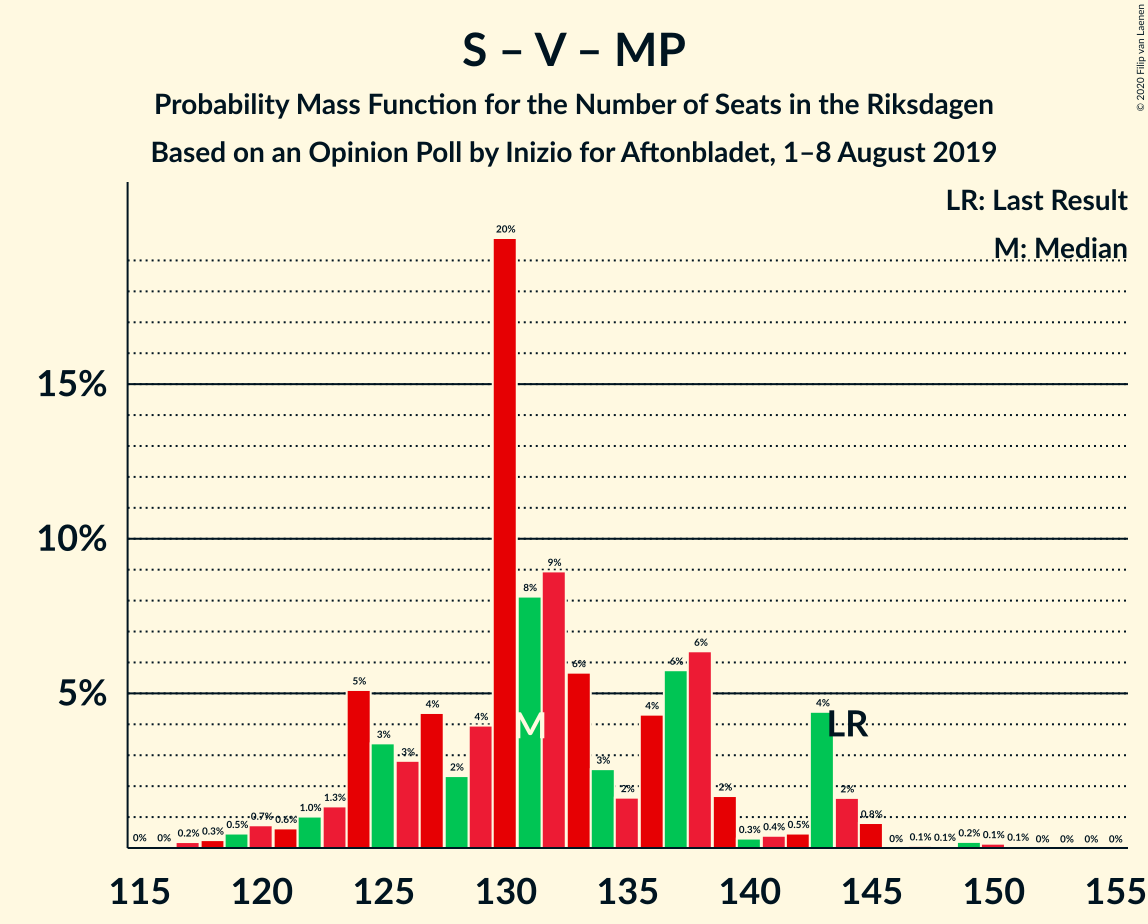 S – V – MP
Probability Mass Function for the Number of Seats in the Riksdagen
Based on an Opinion Poll by Inizio for Aftonbladet, 1–8 August 2019
© 2020 Filip van Laenen
LR: Last Result
M: Median
15%
10%
5%
0% 0% 0.2% 0.3% 0.5% 0.7% 0.6% 1.0% 1.3% 5% 3% 3% 4% 2% 4% 20% 8% 9% 6% 3% 2% 4% 6% 6% 2% 0.3% 0.4% 0.5% 4% 2% 0.8% 0% 0.1% 0.1% 0.2% 0.1% 0.1% 0% 0% 0% 0%
M LR
115 120 125 130 135 140 145 150 155